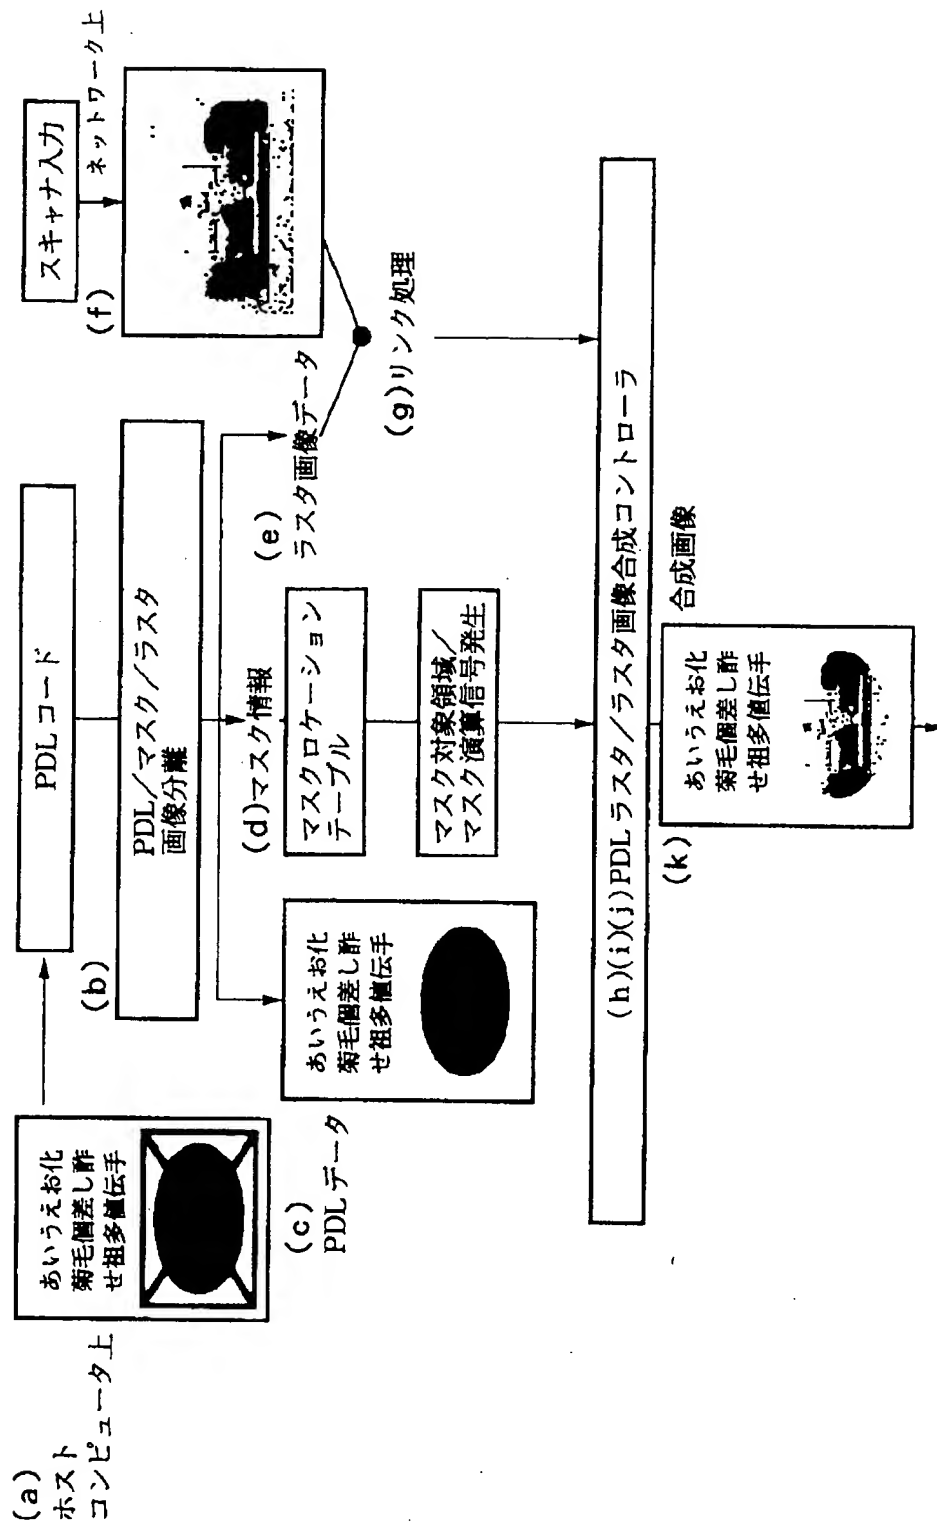 (a)
ホスト
コンピュータ上
あいうえお化
菊毛個差し酢
せ祖多値伝手
PDLコード
(b)
PDL/マスク/ラスタ
画像分離
(c)
PDLデータ
あいうえお化
菊毛個差し酢
せ祖多値伝手
(d)マスク情報
マスクロケーション
テーブル
マスク対象領域/
マスク演算信号発生
(e)
ラスタ画像データ
スキャナ入力
(f)
ネットワーク上
(g)リンク処理
(h)(i)(j)PDLラスタ/ラスタ画像合成コントローラ
(k)
合成画像
あいうえお化
菊毛個差し酢
せ祖多値伝手